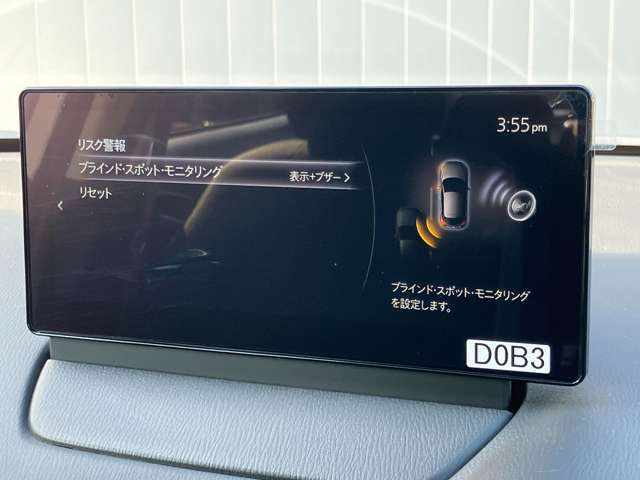 3:55pm
リスク警報
ブラインド・スポット・モニタリング 表示+ブザー >
リセット
ブラインド・スポット・モニタリング
を設定します。
D0B3